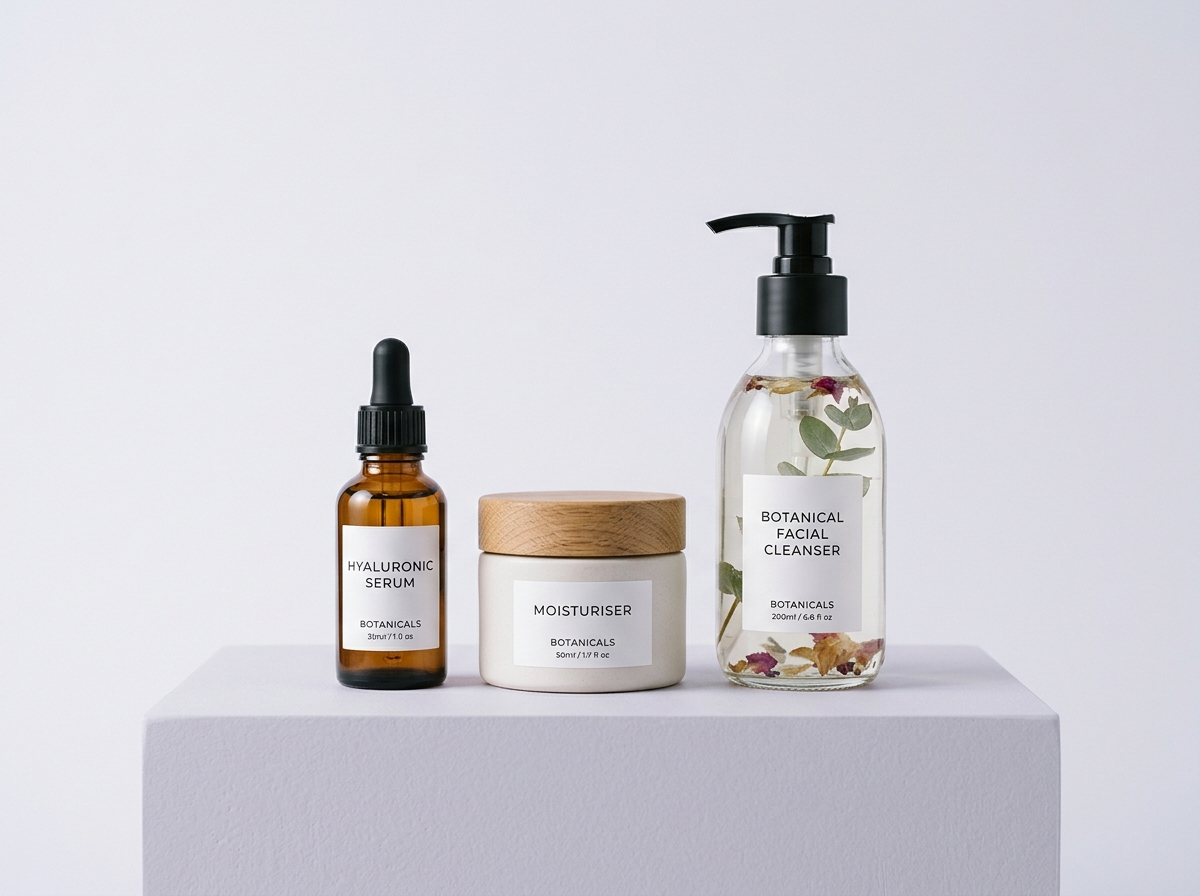 HYALURONIC
SERUM
BOTANICALS
MOISTURISER
BOTANICALS
BOTANICAL
FACIAL
CLEANSER
BOTANICALS